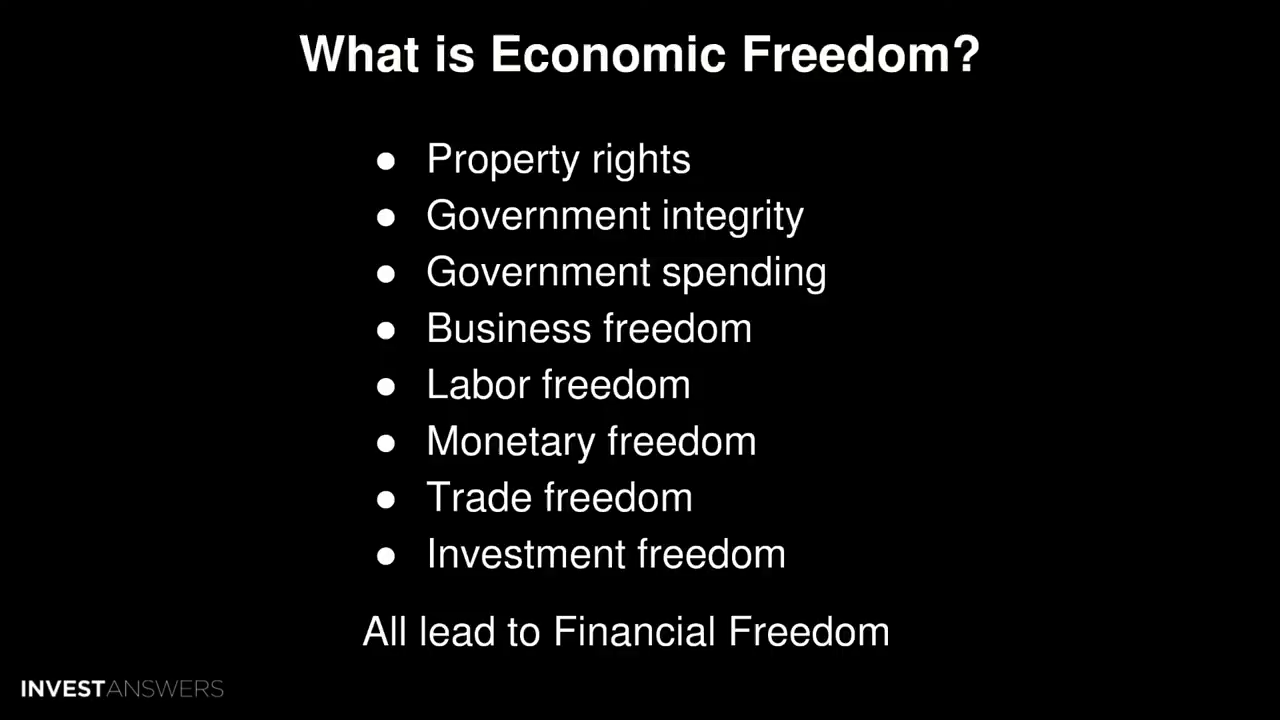 What is Economic Freedom?
● Property rights
● Government integrity
● Government spending
● Business freedom
● Labor freedom
● Monetary freedom
● Trade freedom
● Investment freedom
All lead to Financial Freedom
INVESTANSWERS